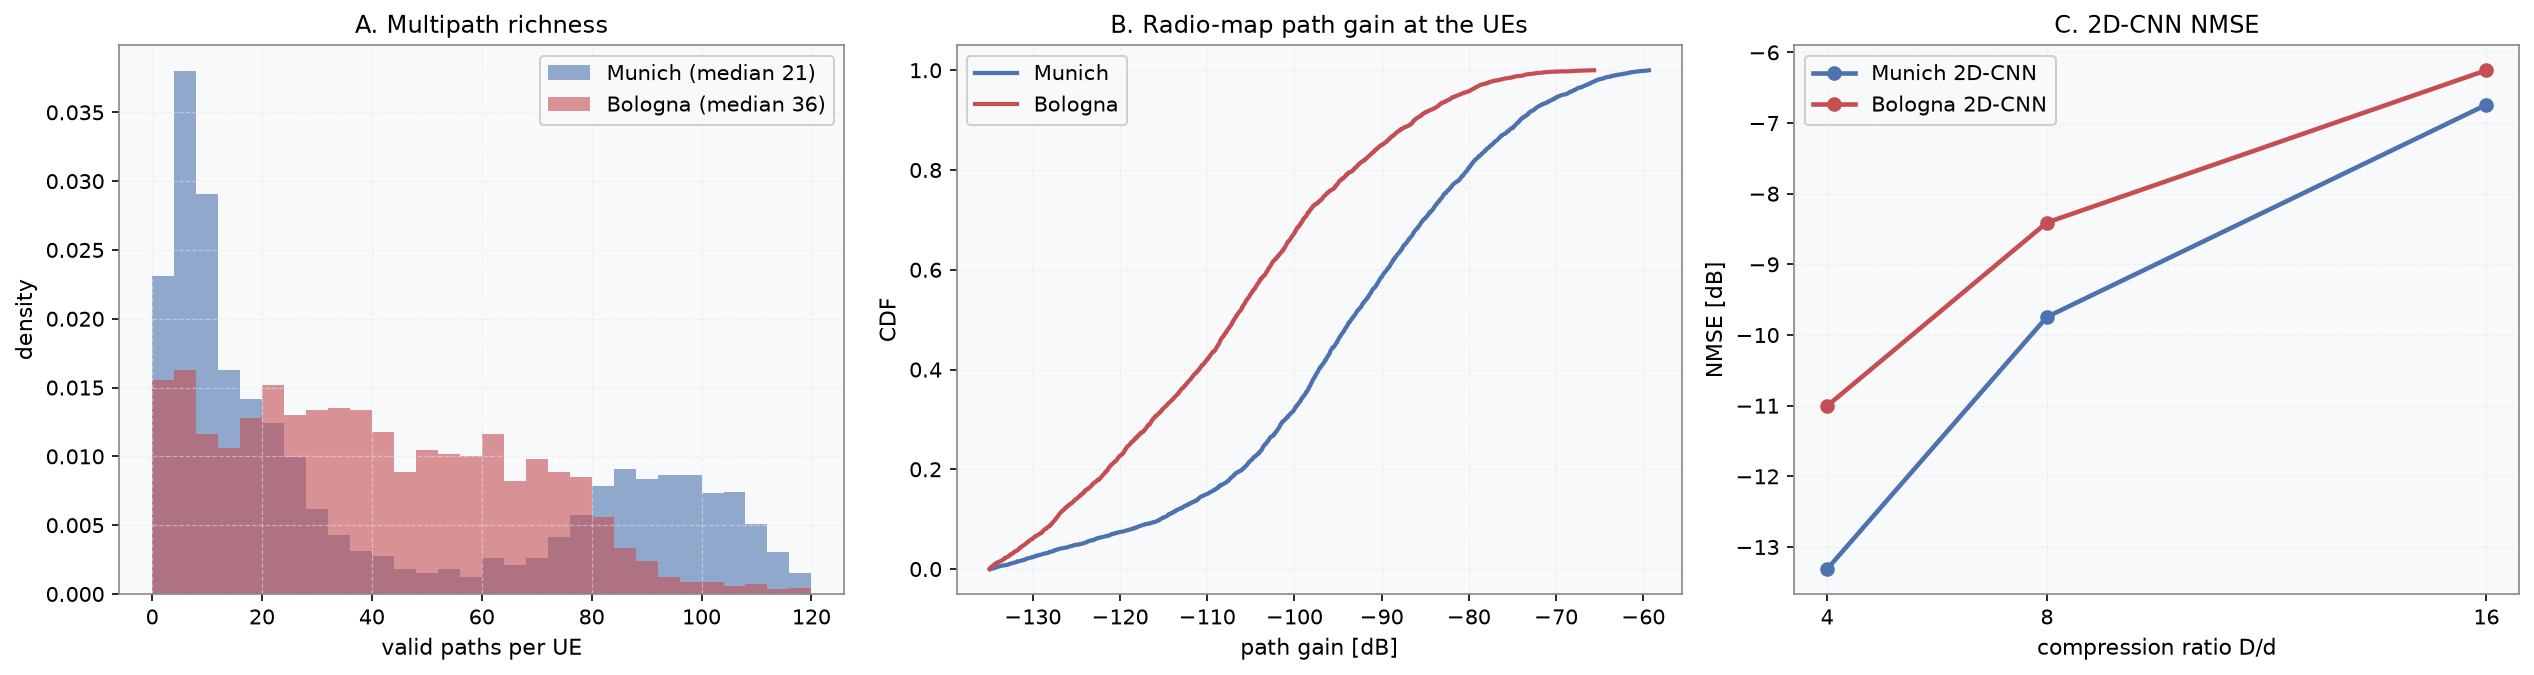 A. Multipath richness
Munich (median 21)
Bologna (median 36)
density
0.035
0.030
0.025
0.020
0.015
0.010
0.005
0.000
0 20 40 60 80 100 120
valid paths per UE
B. Radio-map path gain at the UEs
Munich
Bologna
CDF
1.0
0.8
0.6
0.4
0.2
0.0
−130 −120 −110 −100 −90 −80 −70 −60
path gain [dB]
C. 2D-CNN NMSE
Munich 2D-CNN
Bologna 2D-CNN
NMSE [dB]
−6
−7
−8
−9
−10
−11
−12
−13
4 8 16
compression ratio D/d